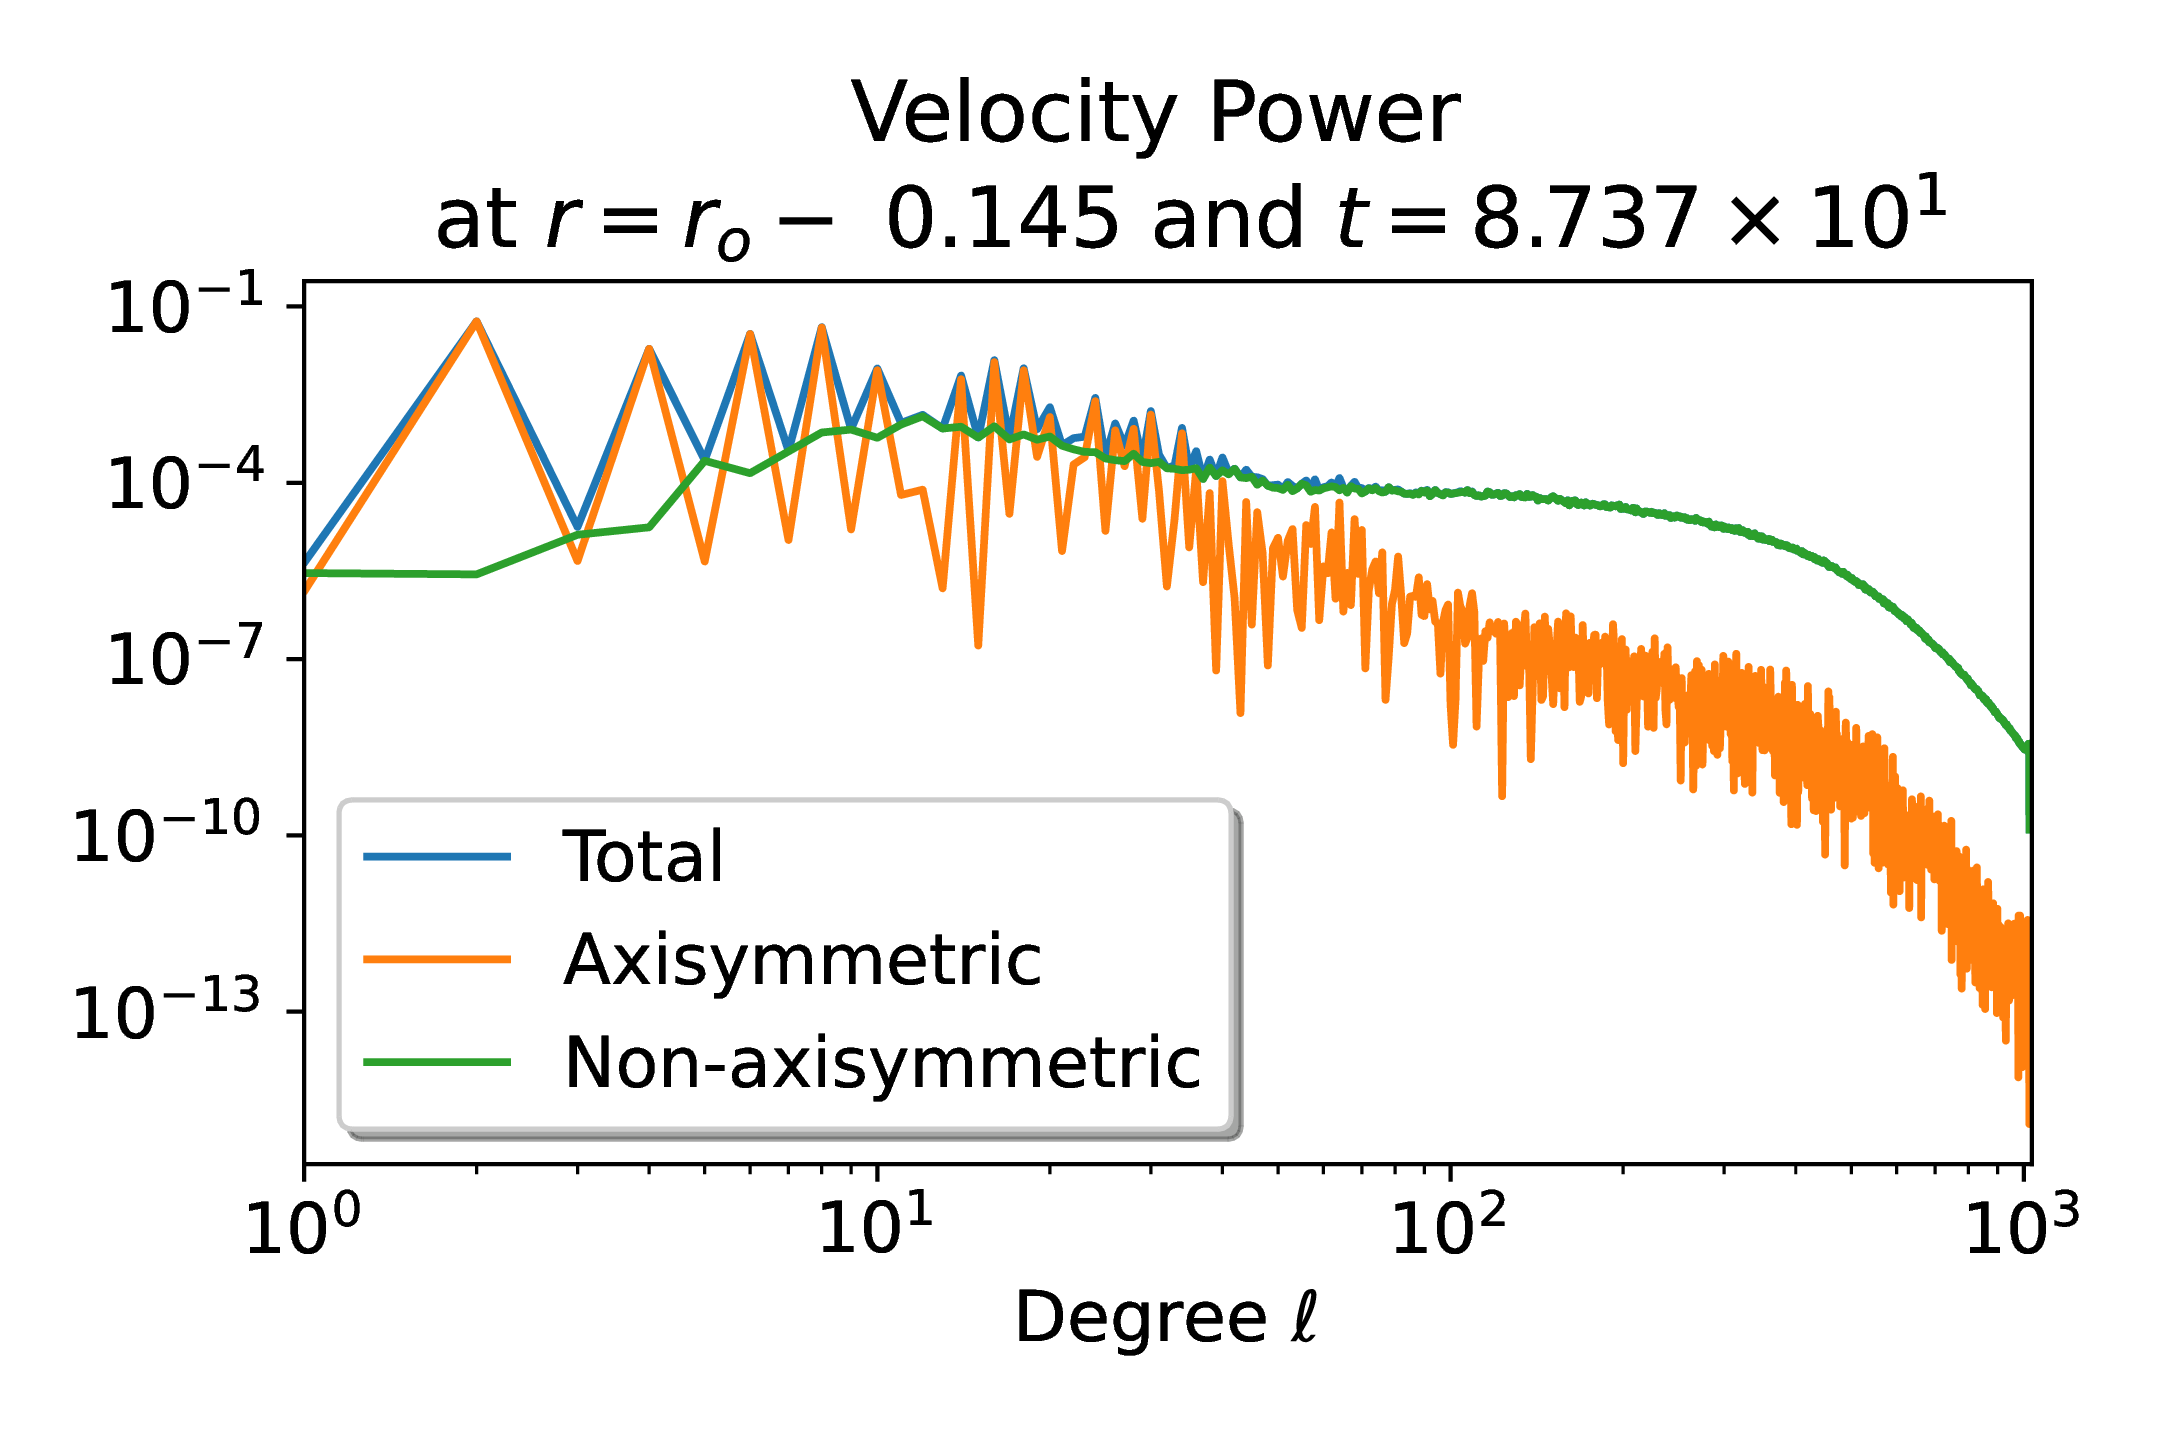 Velocity Power
at r = r_o − 0.145 and t = 8.737 × 10^1
10^−1
10^−4
10^−7
10^−10
10^−13
Total
Axisymmetric
Non-axisymmetric
10^0 10^1 10^2 10^3
Degree ℓ